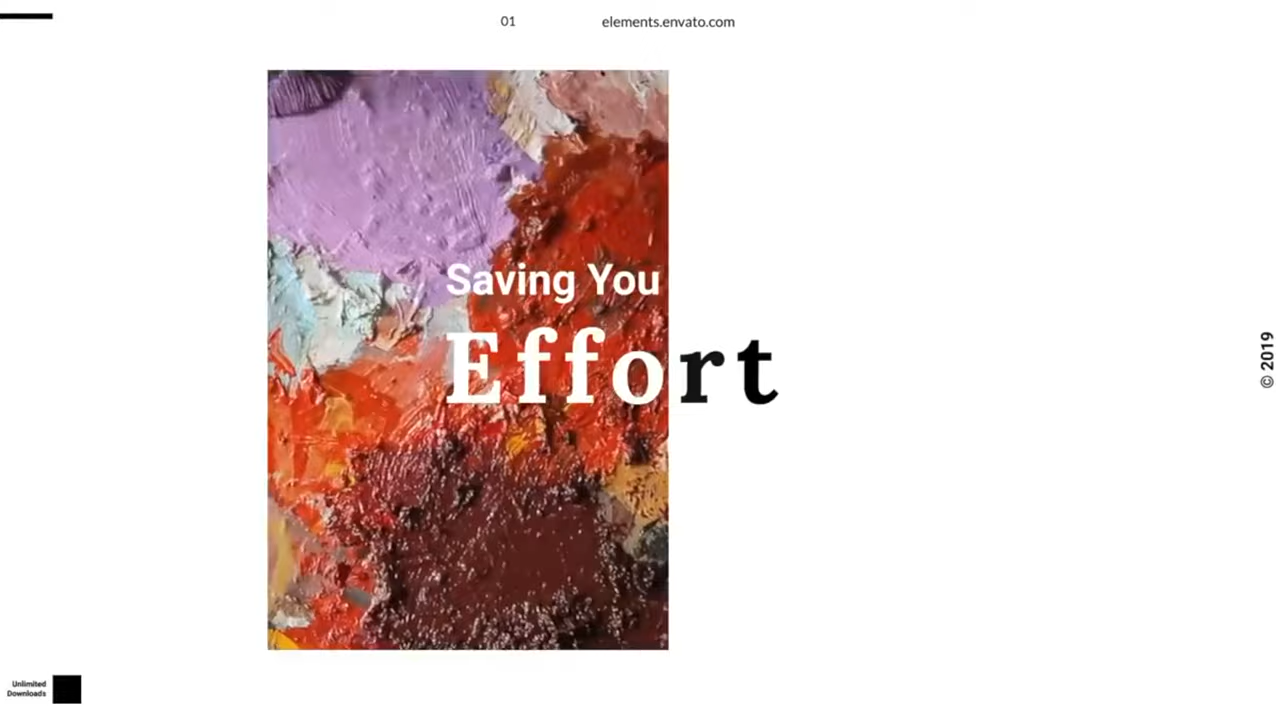 01
elements.envato.com
Saving You
Effort
© 2019
Unlimited
Downloads